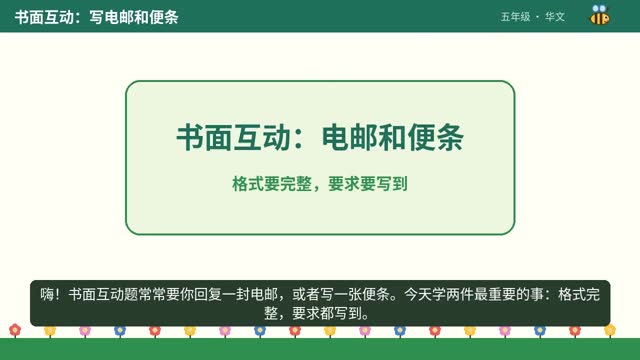 书面互动：写电邮和便条
五年级 · 华文
书面互动：电邮和便条
格式要完整，要求要写到
嗨！书面互动题常常要你回复一封电邮，或者写一张便条。今天学两件最重要的事：格式完
整，要求都写到。